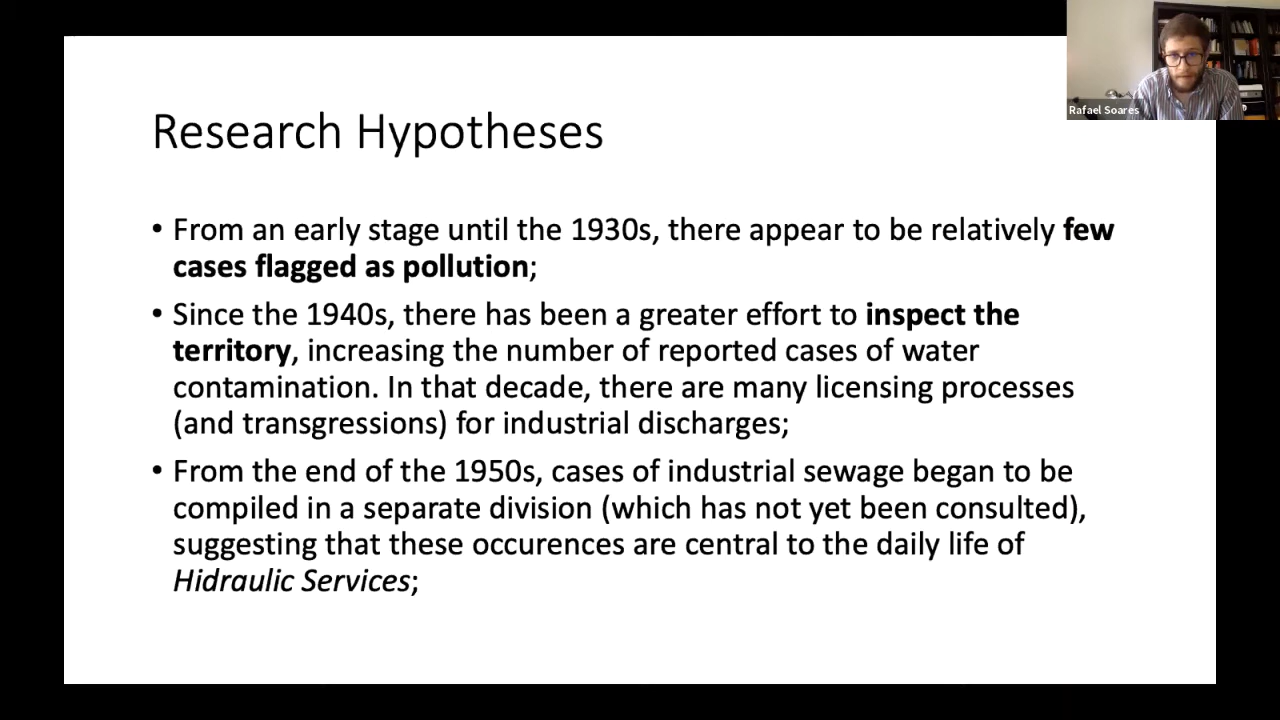 Rafael Soares
Research Hypotheses
• From an early stage until the 1930s, there appear to be relatively few
cases flagged as pollution;
• Since the 1940s, there has been a greater effort to inspect the
territory, increasing the number of reported cases of water
contamination. In that decade, there are many licensing processes
(and transgressions) for industrial discharges;
• From the end of the 1950s, cases of industrial sewage began to be
compiled in a separate division (which has not yet been consulted),
suggesting that these occurences are central to the daily life of
Hidraulic Services;